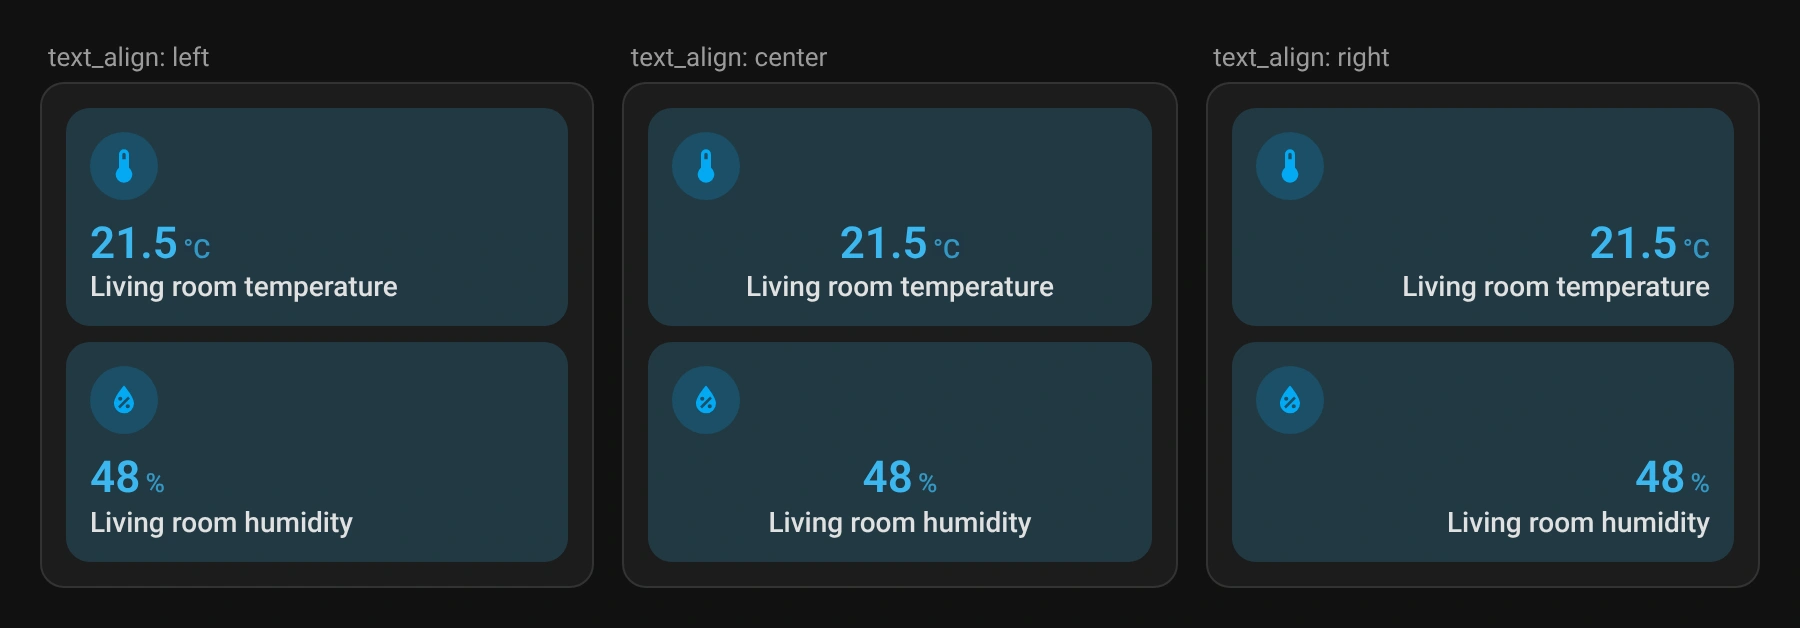 text_align: left
21.5 °C
Living room temperature
48 %
Living room humidity
text_align: center
21.5 °C
Living room temperature
48 %
Living room humidity
text_align: right
21.5 °C
Living room temperature
48 %
Living room humidity